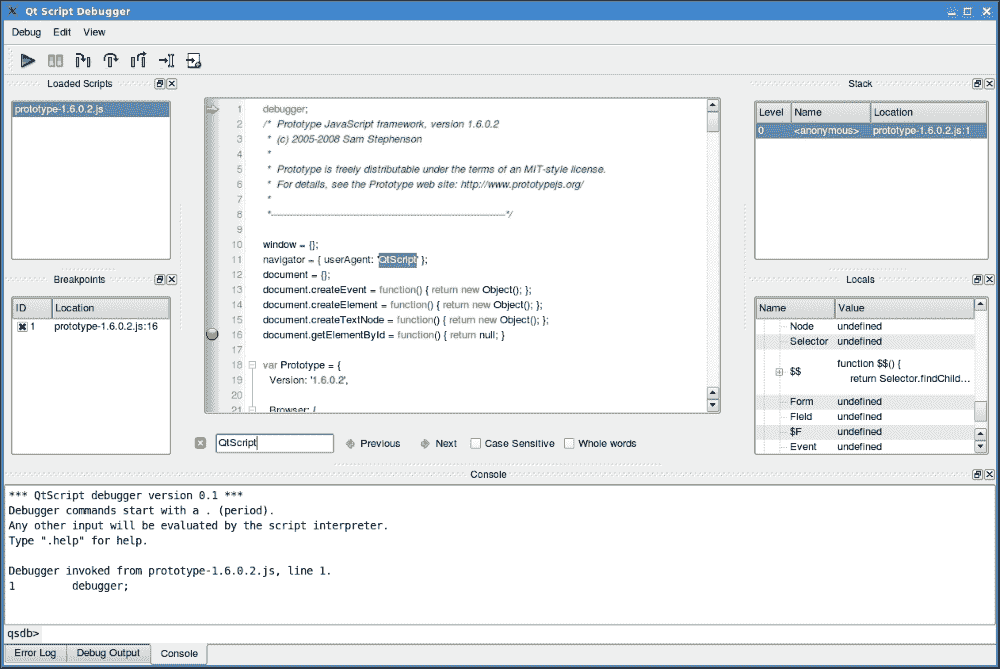 Qt Script Debugger
Debug Edit View
Loaded Scripts
prototype-1.6.0.2.js
Breakpoints
ID Location
1 prototype-1.6.0.2.js:16
1 debugger;
2 /* Prototype JavaScript framework, version 1.6.0.2
3 * (c) 2005-2008 Sam Stephenson
4 *
5 * Prototype is freely distributable under the terms of an MIT-style license.
6 * For details, see the Prototype web site: http://www.prototypejs.org/
7 *
8 *--------------------------------------------------------------------------*/
9
10 window = {};
11 navigator = { userAgent: 'QtScript' };
12 document = {};
13 document.createEvent = function() { return new Object(); };
14 document.createElement = function() { return new Object(); };
15 document.createTextNode = function() { return new Object(); };
16 document.getElementById = function() { return null; }
17
18 var Prototype = {
19 Version: '1.6.0.2',
20
21 Browser: {
QtScript Previous Next Case Sensitive Whole words
Stack
Level Name Location
0 <anonymous> prototype-1.6.0.2.js:1
Locals
Name Value
Node undefined
Selector undefined
$$ function $$() {
return Selector.findChild...
Form undefined
Field undefined
$F undefined
Event undefined
Console
*** QtScript debugger version 0.1 ***
Debugger commands start with a . (period).
Any other input will be evaluated by the script interpreter.
Type ".help" for help.
Debugger invoked from prototype-1.6.0.2.js, line 1.
1 debugger;
qsdb>
Error Log Debug Output Console